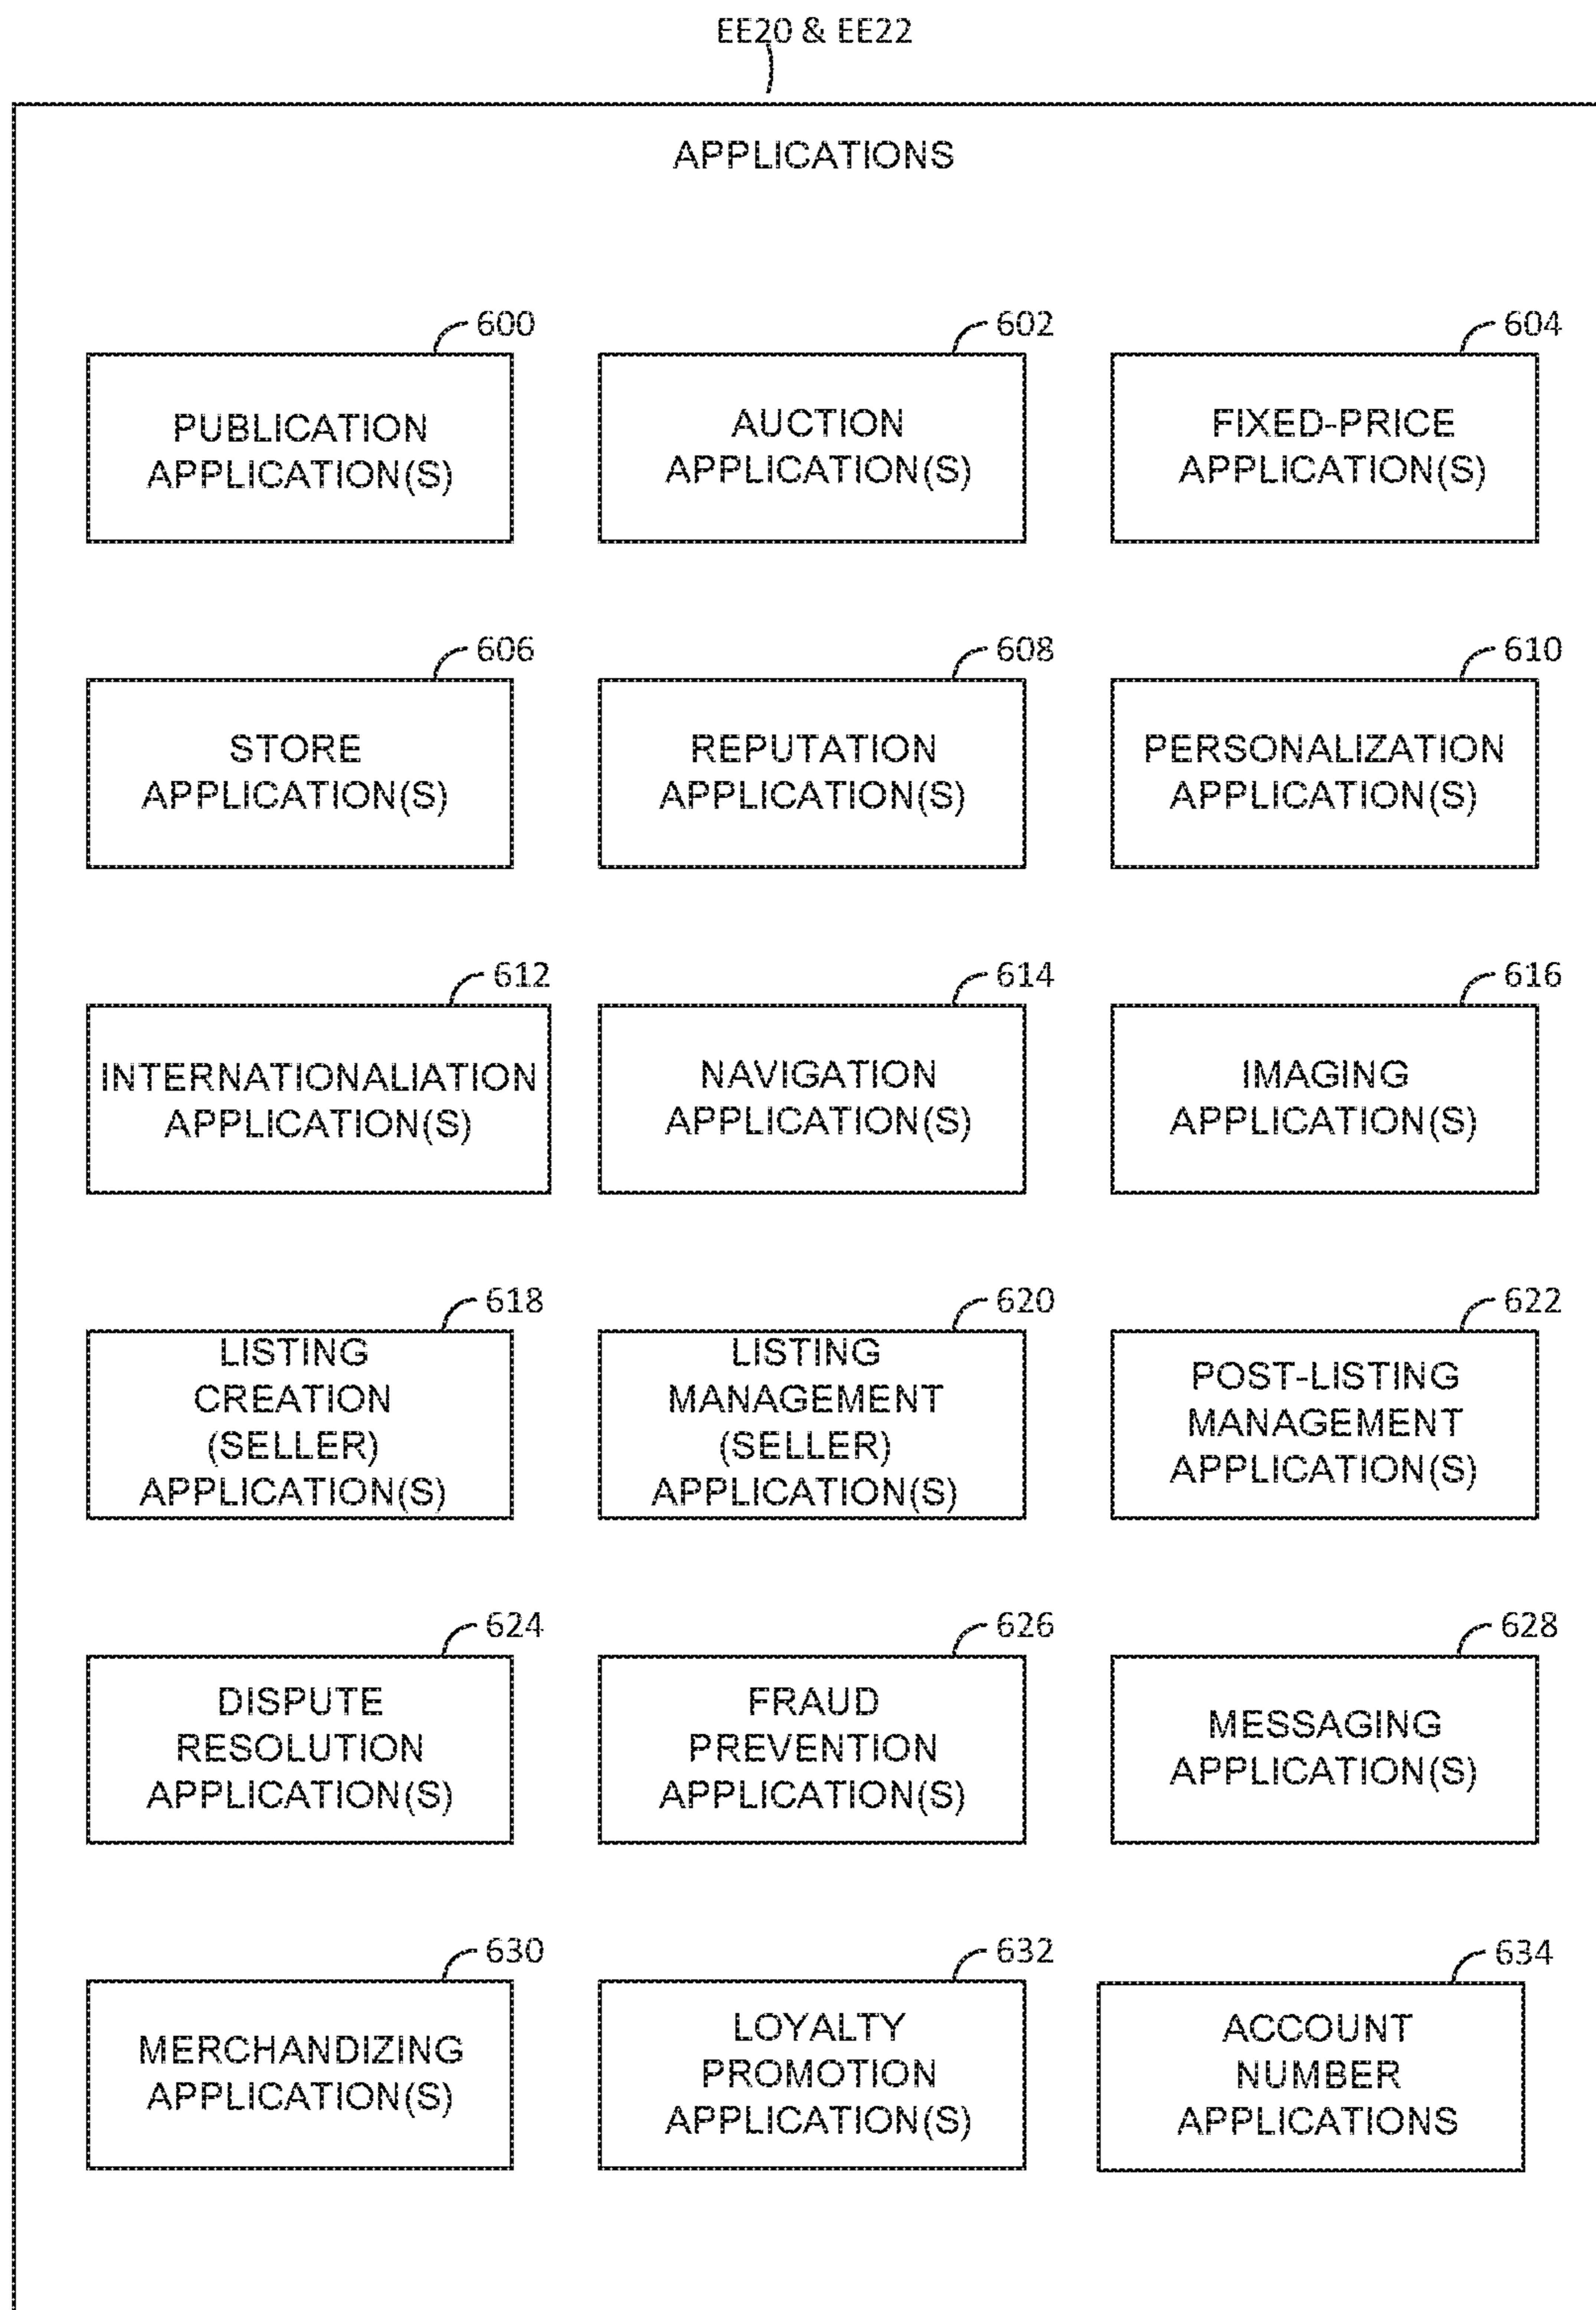 EE20 & EE22
APPLICATIONS
600
PUBLICATION
APPLICATION(S)
602
AUCTION
APPLICATION(S)
604
FIXED-PRICE
APPLICATION(S)
606
STORE
APPLICATION(S)
608
REPUTATION
APPLICATION(S)
610
PERSONALIZATION
APPLICATION(S)
612
INTERNATIONALIATION
APPLICATION(S)
614
NAVIGATION
APPLICATION(S)
616
IMAGING
APPLICATION(S)
618
LISTING
CREATION
(SELLER)
APPLICATION(S)
620
LISTING
MANAGEMENT
(SELLER)
APPLICATION(S)
622
POST-LISTING
MANAGEMENT
APPLICATION(S)
624
DISPUTE
RESOLUTION
APPLICATION(S)
626
FRAUD
PREVENTION
APPLICATION(S)
628
MESSAGING
APPLICATION(S)
630
MERCHANDIZING
APPLICATION(S)
632
LOYALTY
PROMOTION
APPLICATION(S)
634
ACCOUNT
NUMBER
APPLICATIONS